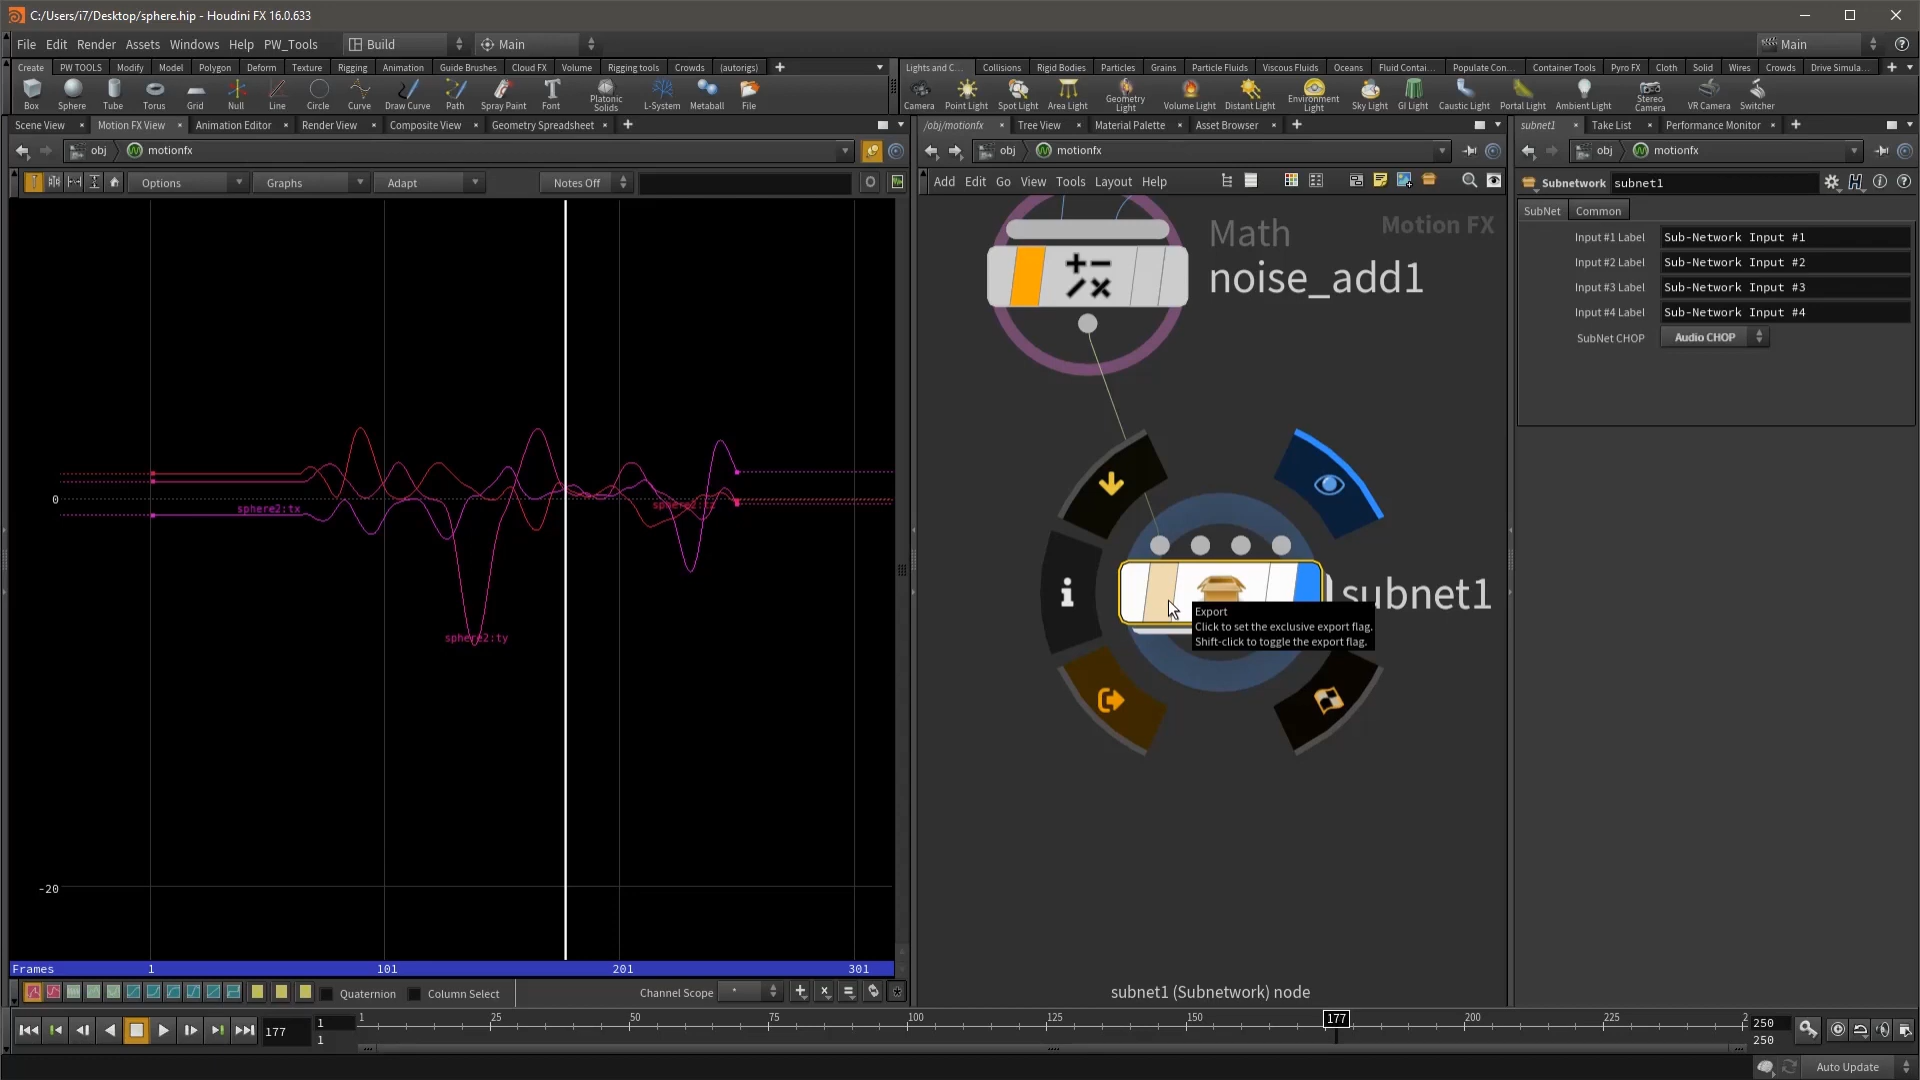 C:/Users/i7/Desktop/sphere.hip - Houdini FX 16.0.633
File Edit Render Assets Windows Help PW_Tools Build Main Main
Create PW TOOLS Modify Model Polygon Deform Texture Rigging Animation Guide Brushes Cloud FX Volume Rigging tools Crowds (autorigs)
Lights and C... Collisions Rigid Bodies Particles Grains Particle Fluids Viscous Fluids Oceans Fluid Contai... Populate Con... Container Tools Pyro FX Cloth Solid Wires Crowds Drive Simula...
Box Sphere Tube Torus Grid Null Line Circle Curve Draw Curve Path Spray Paint Font Platonic Solids L-System Metaball File
Camera Point Light Spot Light Area Light Geometry Light Volume Light Distant Light Environment Light Sky Light GI Light Caustic Light Portal Light Ambient Light Stereo Camera VR Camera Switcher
Scene View Motion FX View Animation Editor Render View Composite View Geometry Spreadsheet
/obj/motionfx Tree View Material Palette Asset Browser
subnet1 Take List Performance Monitor
obj motionfx
obj motionfx
obj motionfx
Options Graphs Adapt Notes Off
Add Edit Go View Tools Layout Help
Subnetwork subnet1
SubNet Common
Input #1 Label Sub-Network Input #1
Input #2 Label Sub-Network Input #2
Input #3 Label Sub-Network Input #3
Input #4 Label Sub-Network Input #4
SubNet CHOP Audio CHOP
Motion FX
Math
noise_add1
subnet1
Export
Click to set the exclusive export flag.
Shift-click to toggle the export flag.
0
sphere2:tx
sphere2:tz
sphere2:ty
-20
Frames 1 101 201 301
subnet1 (Subnetwork) node
Quaternion Column Select Channel Scope *
177 1 1 1 25 50 75 100 125 150 177 200 225 2 250 250
Auto Update